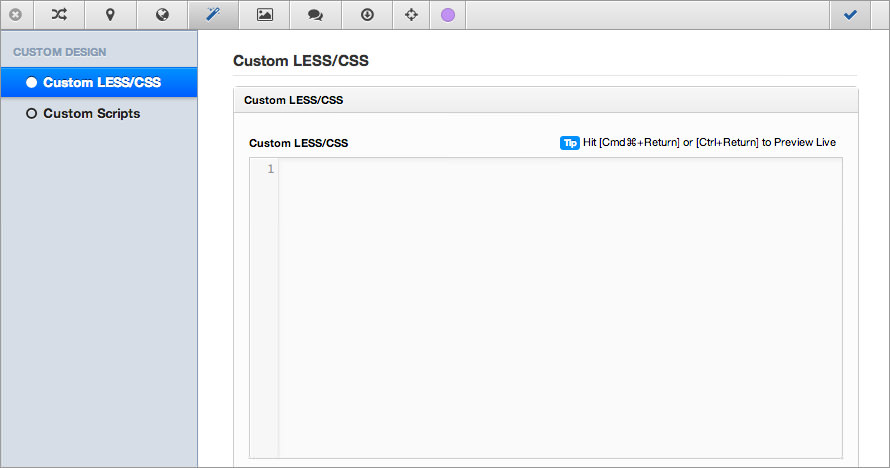 CUSTOM DESIGN
Custom LESS/CSS
Custom Scripts
Custom LESS/CSS
Custom LESS/CSS
Custom LESS/CSS
Tip Hit [Cmd⌘+Return] or [Ctrl+Return] to Preview Live
1